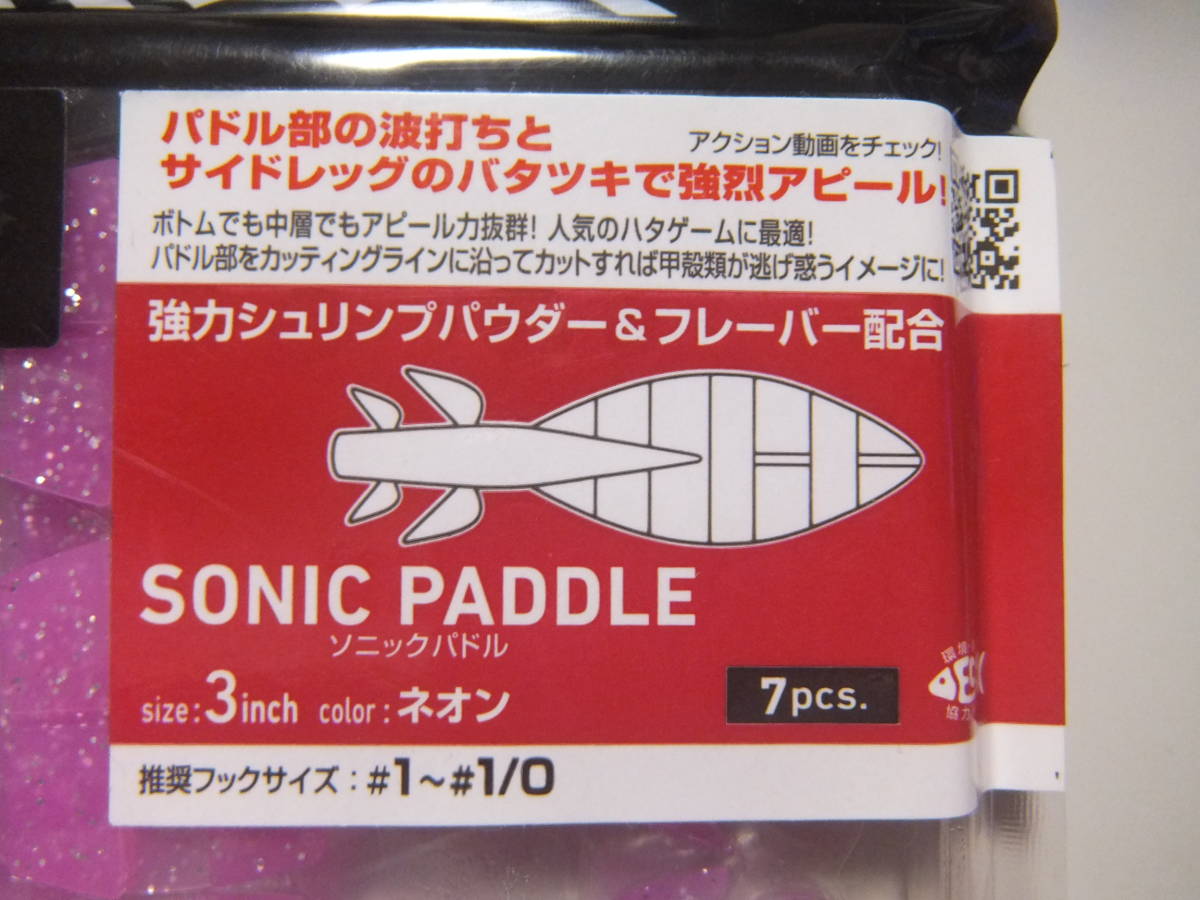 パドル部の波打ちと
サイドレッグのバタツキで強烈アピール!
アクション動画をチェック!
ボトムでも中層でもアピール力抜群! 人気のハタゲームに最適!
パドル部をカッティングラインに沿ってカットすれば甲殻類が逃げ惑うイメージに!
強力シュリンプパウダー&フレーバー配合
SONIC PADDLE
ソニックパドル
size:3inch color:ネオン
7pcs.
環境
協力
推奨フックサイズ:#1~#1/0